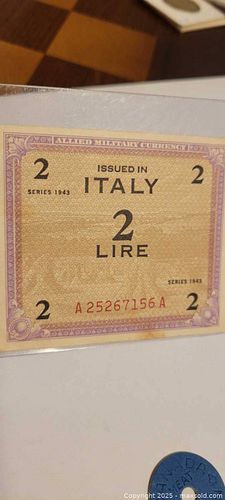 ALLIED MILITARY CURRENCY
2
ISSUED IN
2
SERIES 1943
ITALY
2
LIRE
SERIES 1943
2
A 25267156 A
2
Copyright 2025 - maxsold.com